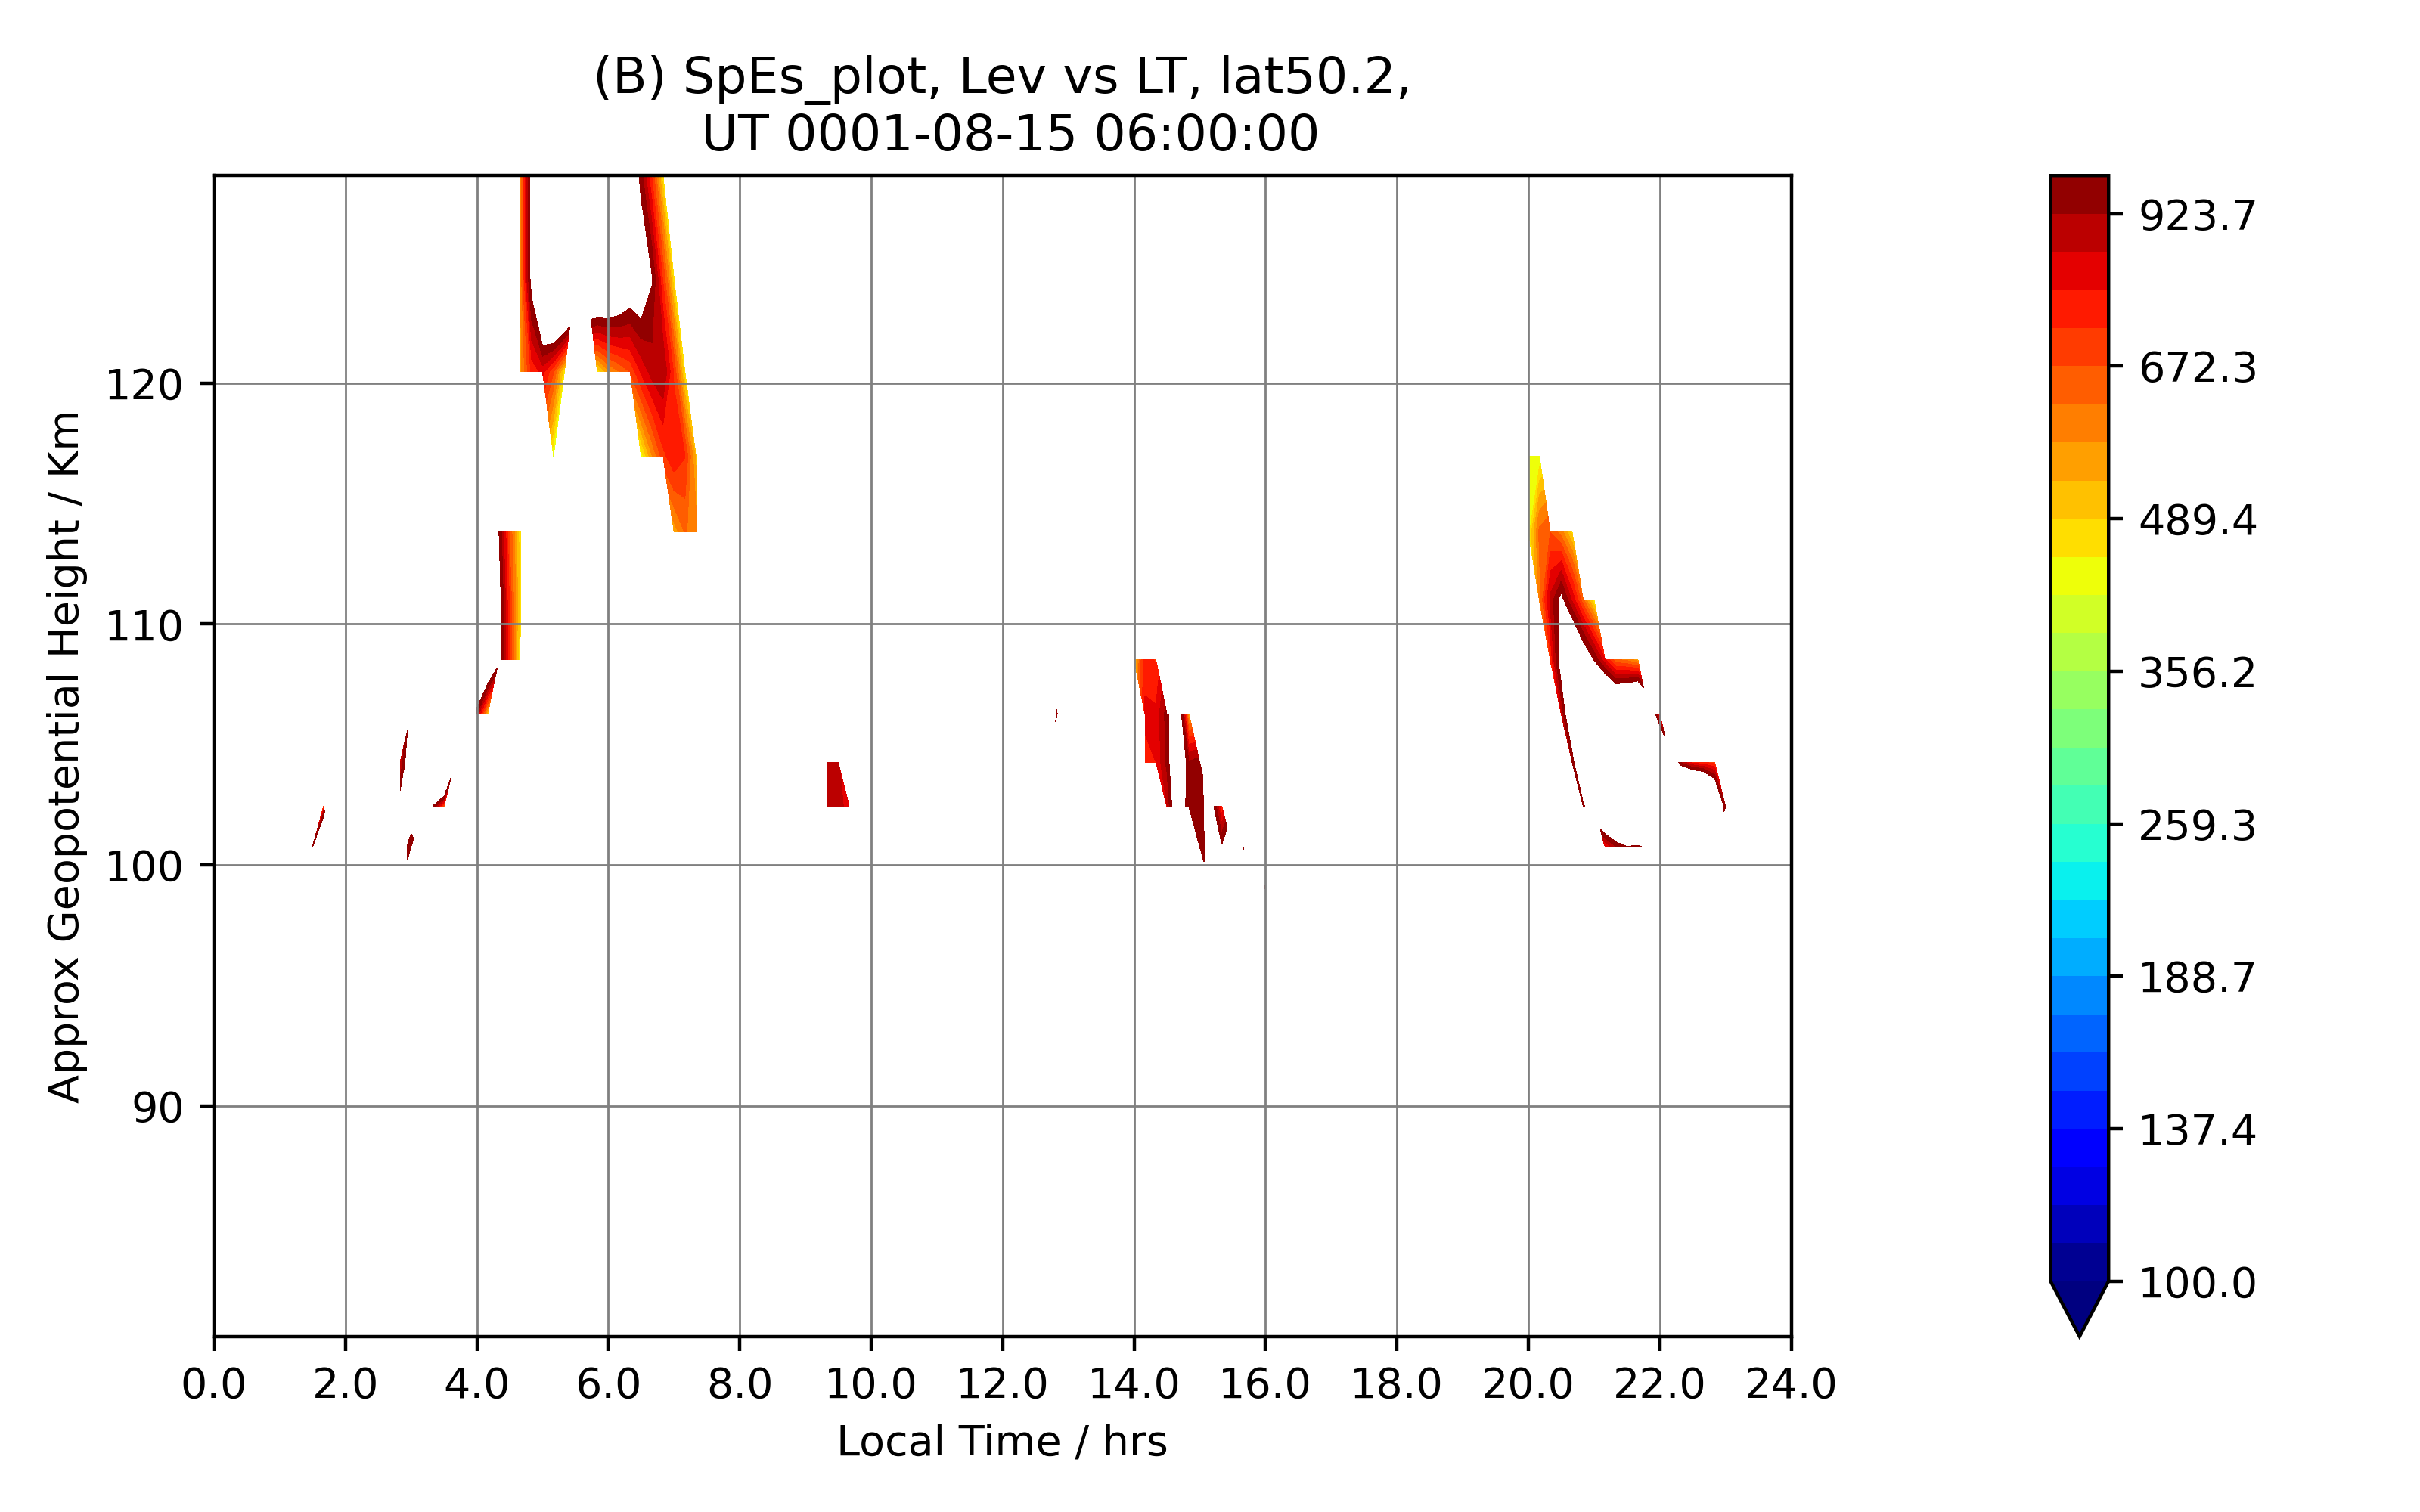 (B) SpEs_plot, Lev vs LT, lat50.2,
UT 0001-08-15 06:00:00
Approx Geopotential Height / Km
120
110
100
90
0.0 2.0 4.0 6.0 8.0 10.0 12.0 14.0 16.0 18.0 20.0 22.0 24.0
Local Time / hrs
923.7
672.3
489.4
356.2
259.3
188.7
137.4
100.0